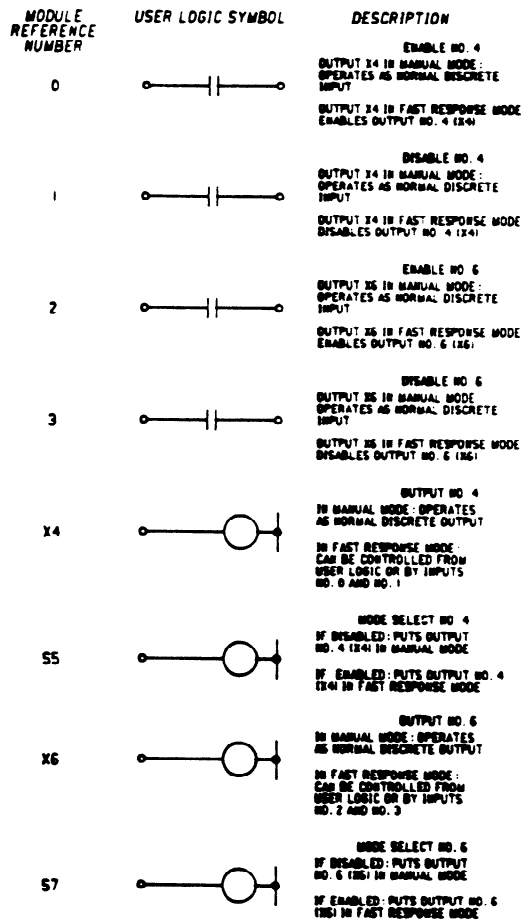 MODULE REFERENCE NUMBER
USER LOGIC SYMBOL
DESCRIPTION
0
ENABLE NO. 4
OUTPUT X4 IN MANUAL MODE:
OPERATES AS NORMAL DISCRETE
INPUT
OUTPUT X4 IN FAST RESPONSE MODE
ENABLES OUTPUT NO. 4 (X4)
1
DISABLE NO. 4
OUTPUT X4 IN MANUAL MODE:
OPERATES AS NORMAL DISCRETE
INPUT
OUTPUT X4 IN FAST RESPONSE MODE
DISABLES OUTPUT NO 4 (X4)
2
ENABLE NO 6
OUTPUT X6 IN MANUAL MODE:
OPERATES AS NORMAL DISCRETE
INPUT
OUTPUT X6 IN FAST RESPONSE MODE
ENABLES OUTPUT NO. 6 (X6)
3
DISABLE NO 6
OUTPUT X6 IN MANUAL MODE
OPERATES AS NORMAL DISCRETE
INPUT
OUTPUT X6 IN FAST RESPONSE MODE
DISABLES OUTPUT NO. 6 (X6)
X4
OUTPUT NO 4
IN MANUAL MODE: OPERATES
AS NORMAL DISCRETE OUTPUT
IN FAST RESPONSE MODE:
CAN BE CONTROLLED FROM
USER LOGIC OR BY INPUTS
NO. 0 AND NO. 1
S5
MODE SELECT NO 4
IF DISABLED: PUTS OUTPUT
NO. 4 (X4) IN MANUAL MODE
IF ENABLED: PUTS OUTPUT NO. 4
(X4) IN FAST RESPONSE MODE
X6
OUTPUT NO. 6
IN MANUAL MODE: OPERATES
AS NORMAL DISCRETE OUTPUT
IN FAST RESPONSE MODE:
CAN BE CONTROLLED FROM
USER LOGIC OR BY INPUTS
NO. 2 AND NO. 3
S7
MODE SELECT NO. 6
IF DISABLED: PUTS OUTPUT
NO. 6 (X6) IN MANUAL MODE
IF ENABLED: PUTS OUTPUT NO. 6
(X6) IN FAST RESPONSE MODE